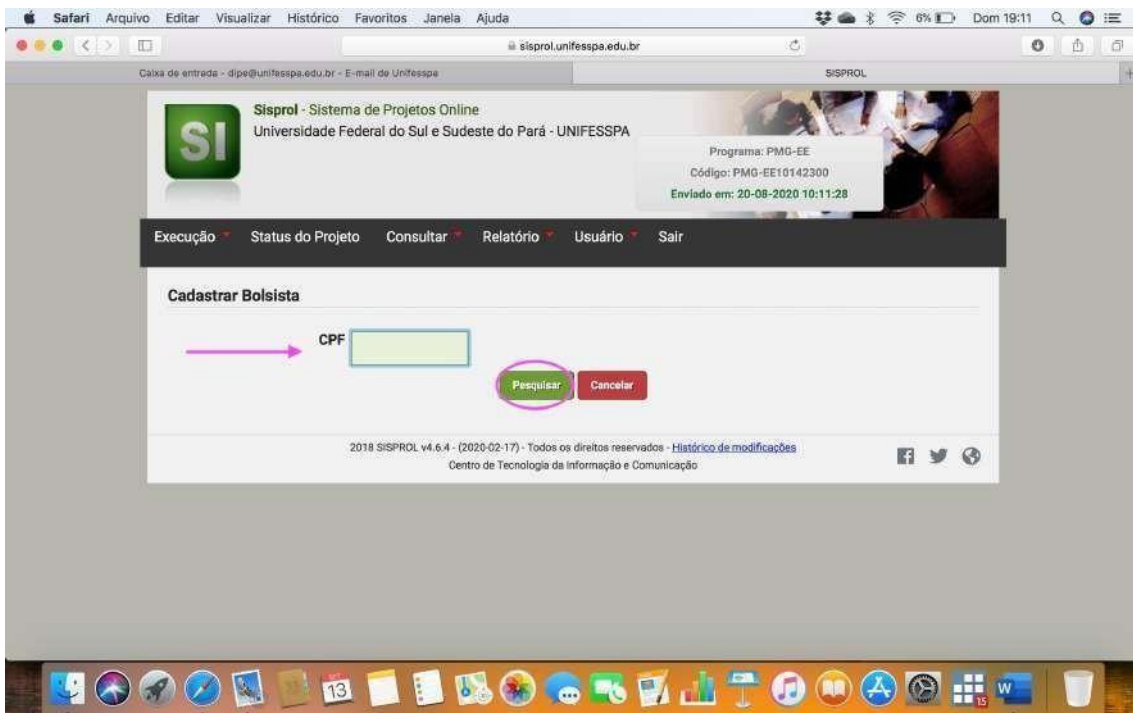 Safari Arquivo Editar Visualizar Histórico Favoritos Janela Ajuda 6% Dom 19:11
sisprol.unifesspa.edu.br
Caixa de entrada - dipe@unifesspa.edu.br - E-mail de Unifesspa SISPROL
SI
Sisprol - Sistema de Projetos Online
Universidade Federal do Sul e Sudeste do Pará - UNIFESSPA
Programa: PMG-EE
Código: PMG-EE10142300
Enviado em: 20-08-2020 10:11:28
Execução Status do Projeto Consultar Relatório Usuário Sair
Cadastrar Bolsista
CPF
Pesquisar Cancelar
2018 SISPROL v4.6.4 - (2020-02-17) - Todos os direitos reservados - Histórico de modificações
Centro de Tecnologia da Informação e Comunicação
13
15
W